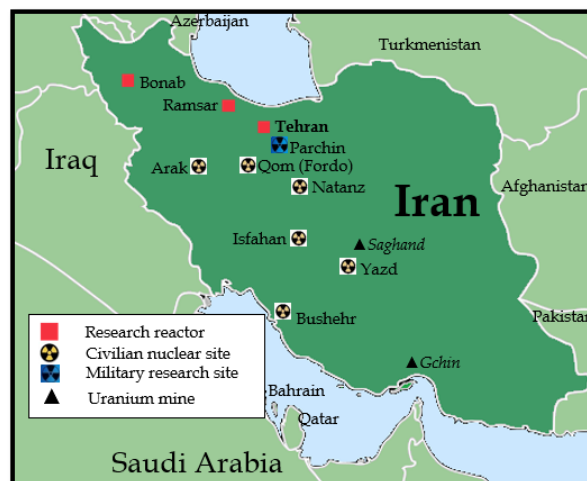 Azerbaijan
Turkmenistan
Bonab
Ramsar
Tehran
Parchin
Iraq
Arak
Qom (Fordo)
Natanz
Iran
Afghanistan
Isfahan
Saghand
Yazd
Bushehr
Pakistan
Research reactor
Civilian nuclear site
Military research site
Uranium mine
Gchin
Bahrain
Qatar
Saudi Arabia